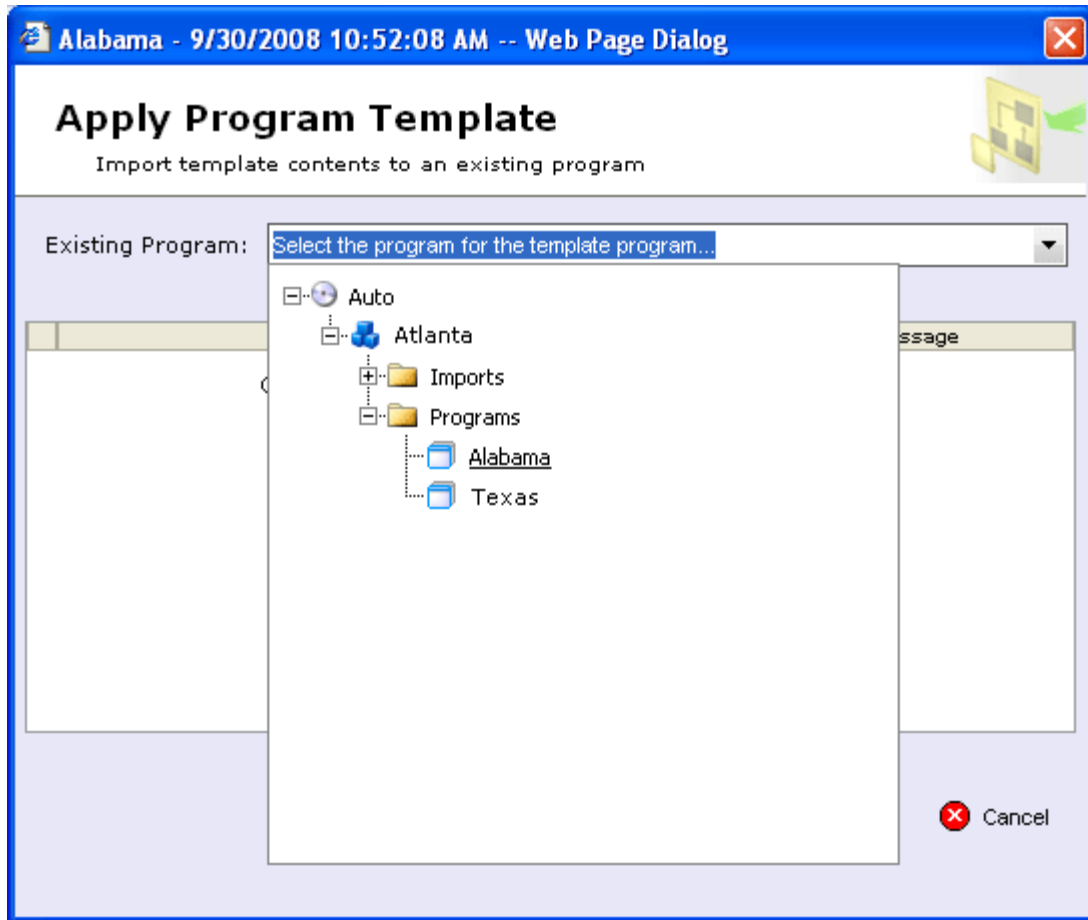 Alabama - 9/30/2008 10:52:08 AM -- Web Page Dialog
Apply Program Template
Import template contents to an existing program
Existing Program: Select the program for the template program...
Auto
Atlanta
Imports
Programs
Alabama
Texas
Cancel